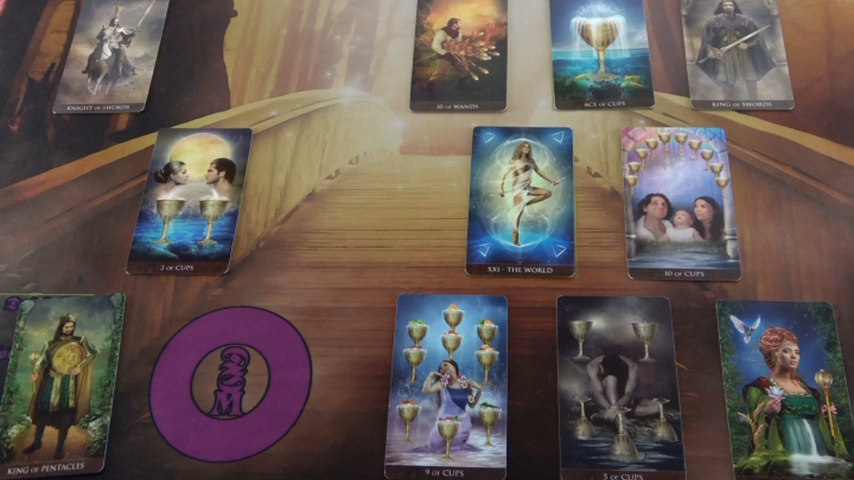 KNIGHT OF SWORDS
10 OF WANDS
ACE OF CUPS
KING OF SWORDS
2 OF CUPS
XXI - THE WORLD
10 OF CUPS
KING OF PENTACLES
9 OF CUPS
5 OF CUPS